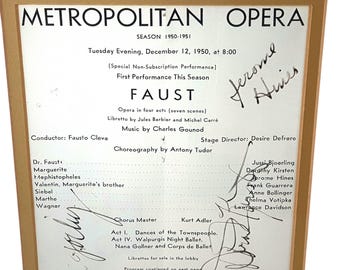 METROPOLITAN OPERA
SEASON 1950-1951
Tuesday Evening, December 12, 1950, at 8:00
(Special Non-Subscription Performance)
First Performance This Season
Jerome Hines
FAUST
Opera in four acts (seven scenes)
Libretto by Jules Barbier and Michel Carré
Music by Charles Gounod
Conductor: Fausto Cleva Stage Director: Desire Defrere
Choreography by Antony Tudor
Dr. Faust Jussi Bjoerling
Marguerite Dorothy Kirsten
Mephistopheles Jerome Hines
Valentin, Marguerite's brother Frank Guarrera
Siebel Anne Bollinger
Marthe Thelma Votipka
Wagner Lawrence Davidson
Chorus Master Kurt Adler
Act I. Dances of the Townspeople.
Act IV. Walpurgis Night Ballet.
Nana Gollner and Corps de Ballet
Librettos for sale in the lobby
Program continued on next page